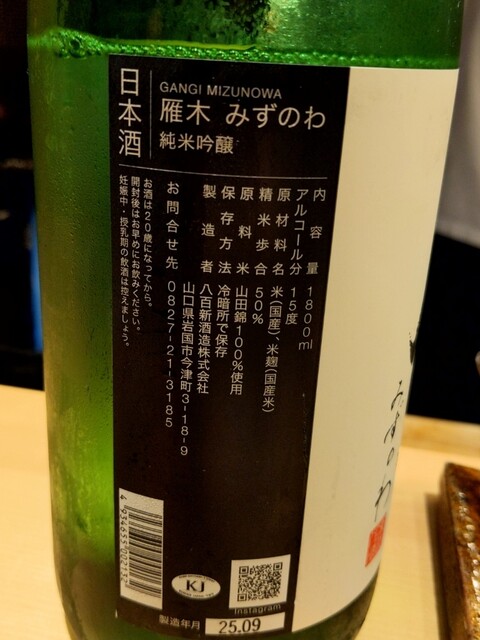 日本酒
GANGI MIZUNOWA
雁木 みずのわ
純米吟醸
内容量 1800ml
アルコール分 15度
原材料名 米(国産)、米麹(国産米)
精米歩合 50%
原料米 山田錦100%使用
保存方法 冷暗所で保存
製造者 八百新酒造株式会社
山口県岩国市今津町3-18-9
お問合せ先 0827-21-3185
お酒は20歳になってから。
開封後はお早めにお飲みください。
妊娠中・授乳期の飲酒は控えましょう。
KJ
Instagram
製造年月 25.09
みずのわ